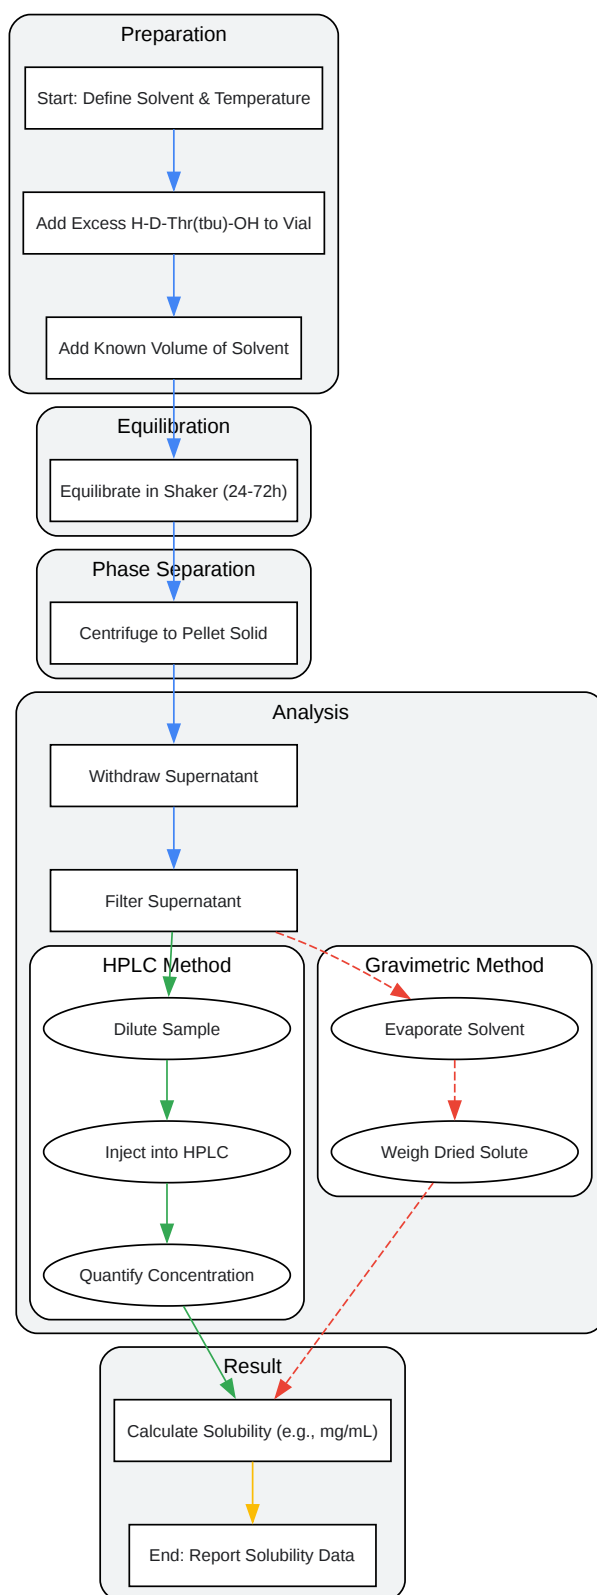 Preparation
Start: Define Solvent & Temperature
Add Excess H-D-Thr(tbu)-OH to Vial
Add Known Volume of Solvent
Equilibration
Equilibrate in Shaker (24-72h)
Phase Separation
Centrifuge to Pellet Solid
Analysis
Withdraw Supernatant
Filter Supernatant
HPLC Method
Dilute Sample
Inject into HPLC
Quantify Concentration
Gravimetric Method
Evaporate Solvent
Weigh Dried Solute
Result
Calculate Solubility (e.g., mg/mL)
End: Report Solubility Data